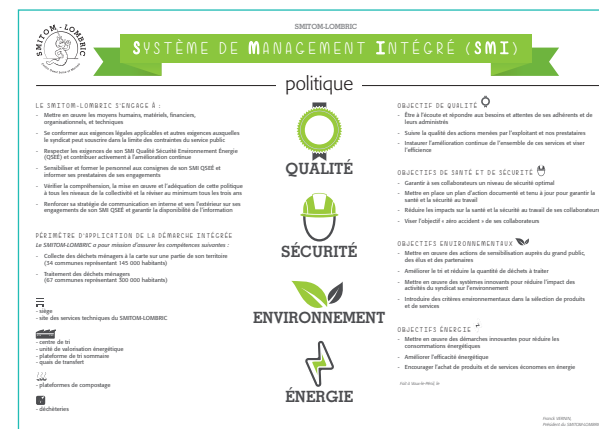 SMITOM-LOMBRIC
SMITOM-LOMBRIC
SYSTÈME DE MANAGEMENT INTÉGRÉ (SMI)
politique
LE SMITOM-LOMBRIC S'ENGAGE À :
- Mettre en œuvre les moyens humains, matériels, financiers,
organisationnels, et techniques
- Se conformer aux exigences légales applicables et autres exigences auxquelles
le syndicat peut souscrire dans la limite des contraintes du service public
- Respecter les exigences de son SMI Qualité Sécurité Environnement Énergie
(QSEÉ) et contribuer activement à l'amélioration continue
- Sensibiliser et former le personnel aux consignes de son SMI QSEÉ et
informer ses prestataires de ses engagements
- Vérifier la compréhension, la mise en œuvre et l'adéquation de cette politique
à tous les niveaux de la collectivité et la réviser au minimum tous les trois ans
- Renforcer sa stratégie de communication en interne et vers l'extérieur sur ses
engagements de son SMI QSEÉ et garantir la disponibilité de l'information
PÉRIMÈTRE D'APPLICATION DE LA DÉMARCHE INTÉGRÉE
Le SMITOM-LOMBRIC a pour mission d'assurer les compétences suivantes :
- Collecte des déchets ménagers à la carte sur une partie de son territoire
(34 communes représentant 145 000 habitants)
- Traitement des déchets ménagers
(67 communes représentant 300 000 habitants)
- siège
- site des services techniques du SMITOM-LOMBRIC
- centre de tri
- unité de valorisation énergétique
- plateforme de tri sommaire
- quais de transfert
- plateformes de compostage
- déchèteries
QUALITÉ
SÉCURITÉ
ENVIRONNEMENT
ÉNERGIE
OBJECTIF DE QUALITÉ
- Être à l'écoute et répondre aux besoins et attentes de ses adhérents et de
leurs administrés
- Suivre la qualité des actions menées par l'exploitant et nos prestataires
- Instaurer l'amélioration continue de l'ensemble de ces services et viser
l'efficience
OBJECTIFS DE SANTÉ ET DE SÉCURITÉ
- Garantir à ses collaborateurs un niveau de sécurité optimal
- Mettre en place un plan d'action documenté et tenu à jour pour garantir la
santé et la sécurité au travail
- Réduire les impacts sur la santé et la sécurité au travail de ses collaborateurs
- Viser l'objectif « zéro accident » de ses collaborateurs
OBJECTIFS ENVIRONNEMENTAUX
- Mettre en œuvre des actions de sensibilisation auprès du grand public,
des élus et des partenaires
- Améliorer le tri et réduire la quantité de déchets à traiter
- Mettre en œuvre des systèmes innovants pour réduire l'impact des
activités du syndicat sur l'environnement
- Introduire des critères environnementaux dans la sélection de produits
et de services
OBJECTIFS ÉNERGIE
- Mettre en œuvre des démarches innovantes pour réduire les
consommations énergétiques
- Améliorer l'efficacité énergétique
- Encourager l'achat de produits et de services économes en énergie
Fait à Vaux-le-Pénil, le
Franck VERNIN,
Président du SMITOM-LOMBRIC